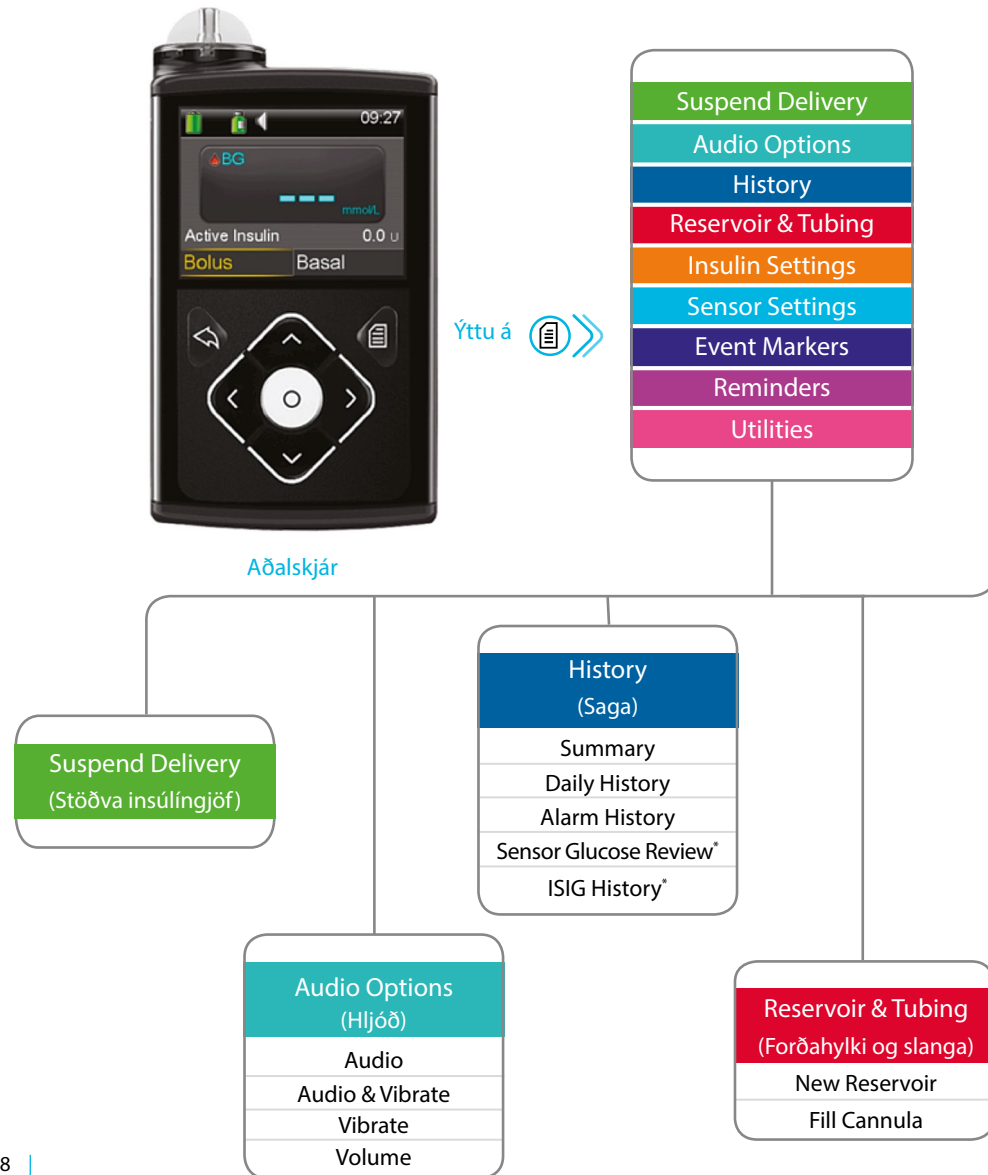 09:27
BG
mmol/L
Active Insulin 0.0 U
Bolus Basal
Aðalskjár
Ýttu á
Suspend Delivery
Audio Options
History
Reservoir & Tubing
Insulin Settings
Sensor Settings
Event Markers
Reminders
Utilities
Suspend Delivery
(Stöðva insúlíngjöf)
Audio Options
(Hljóð)
Audio
Audio & Vibrate
Vibrate
Volume
History
(Saga)
Summary
Daily History
Alarm History
Sensor Glucose Review*
ISIG History*
Reservoir & Tubing
(Forðahylki og slanga)
New Reservoir
Fill Cannula
8 |